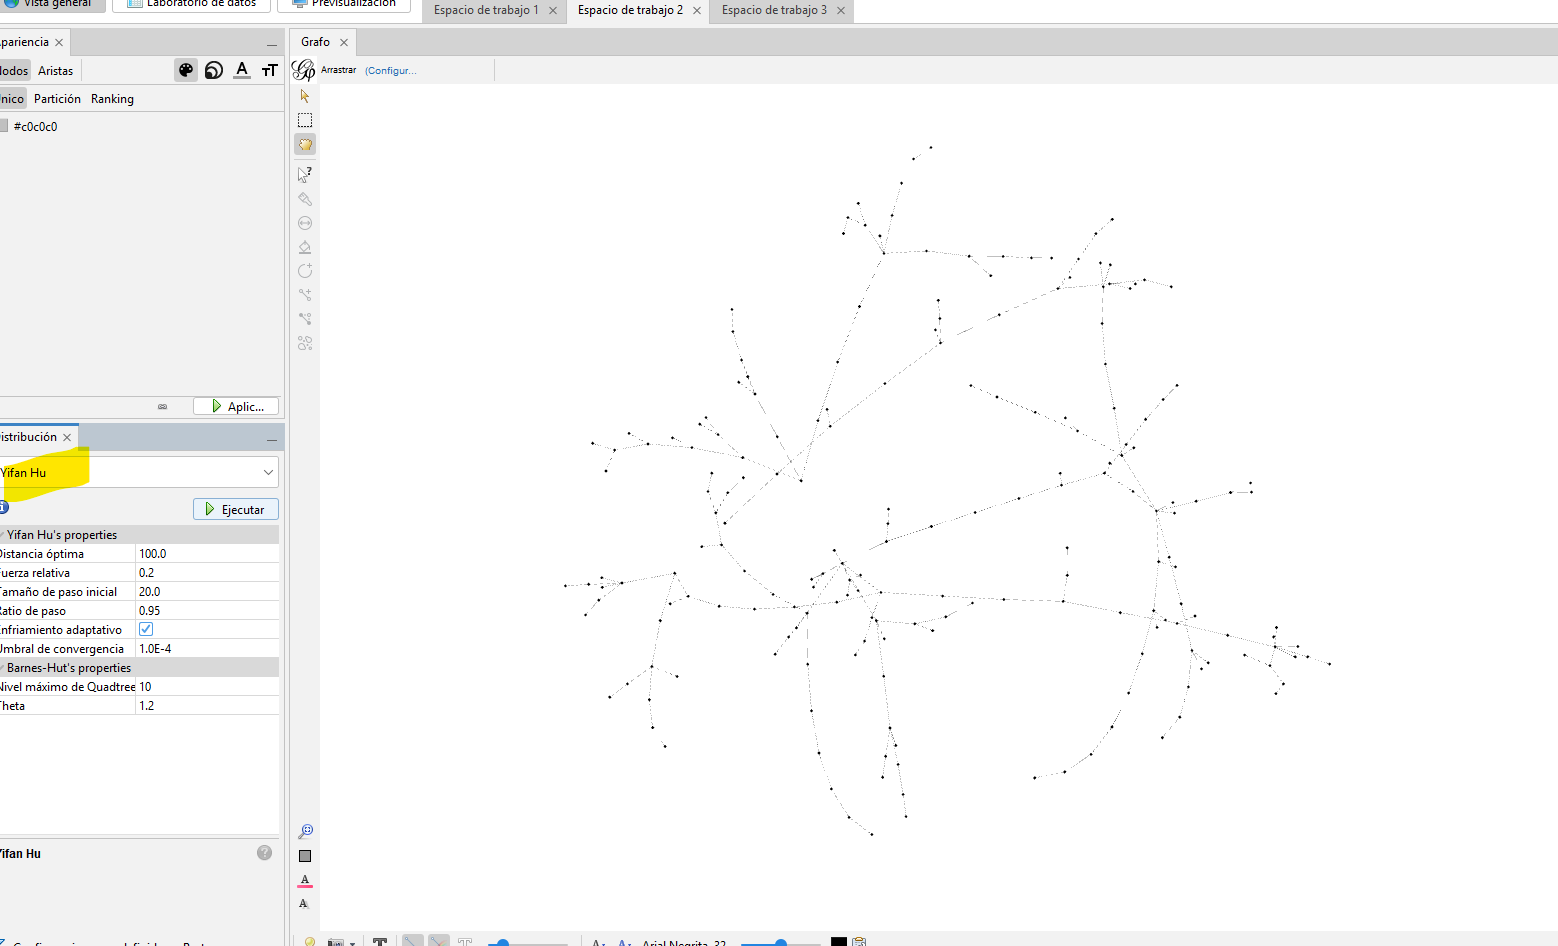 Vista general Laboratorio de datos Previsualización
Espacio de trabajo 1 Espacio de trabajo 2 Espacio de trabajo 3
pariencia
Grafo
odos Aristas
Arrastrar (Configur...
nico Partición Ranking
#c0c0c0
Aplic...
istribución
Yifan Hu
Ejecutar
Yifan Hu's properties
Distancia óptima 100.0
Fuerza relativa 0.2
Tamaño de paso inicial 20.0
Ratio de paso 0.95
Enfriamiento adaptativo
Umbral de convergencia 1.0E-4
Barnes-Hut's properties
Nivel máximo de Quadtree 10
Theta 1.2
Yifan Hu
Arial Negrita, 32